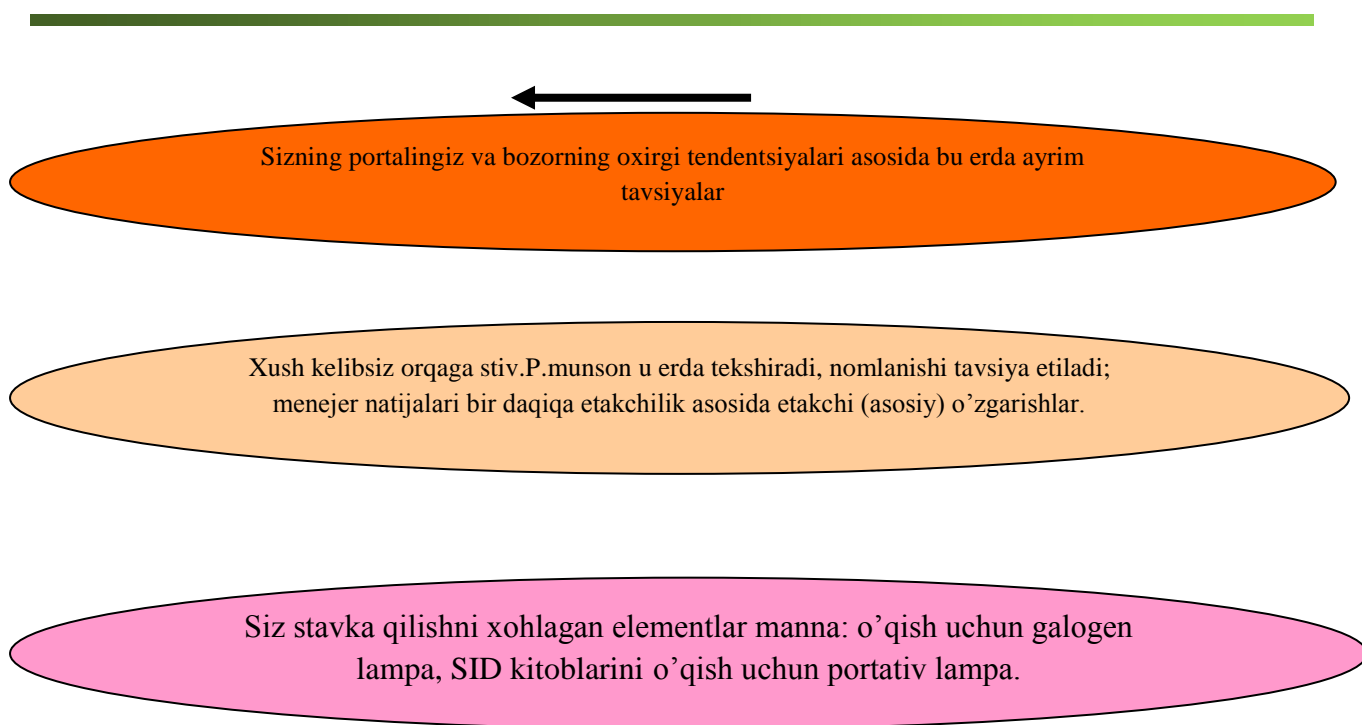 Sizning portalingiz va bozorning oxirgi tendentsiyalari asosida bu erda ayrim
tavsiyalar
Xush kelibsiz orqaga stiv.P.munson u erda tekshiradi, nomlanishi tavsiya etiladi;
menejer natijalari bir daqiqa etakchilik asosida etakchi (asosiy) o’zgarishlar.
Siz stavka qilishni xohlagan elementlar manna: o’qish uchun galogen
lampa, SID kitoblarini o’qish uchun portativ lampa.